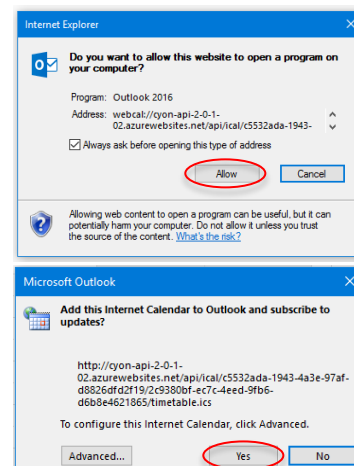 Internet Explorer
Do you want to allow this website to open a program on
your computer?
Program: Outlook 2016
Address: webcal://cyon-api-2-0-1-
02.azurewebsites.net/api/ical/c5532ada-1943-
Always ask before opening this type of address
Allow Cancel
Allowing web content to open a program can be useful, but it can
potentially harm your computer. Do not allow it unless you trust
the source of the content. What's the risk?
Microsoft Outlook
Add this Internet Calendar to Outlook and subscribe to
updates?
http://cyon-api-2-0-1-
02.azurewebsites.net/api/ical/c5532ada-1943-4a3e-97af-
d8826dfd2f19/2c9380bf-ec7c-4eed-9fb6-
d6b8e4621865/timetable.ics
To configure this Internet Calendar, click Advanced.
Advanced... Yes No